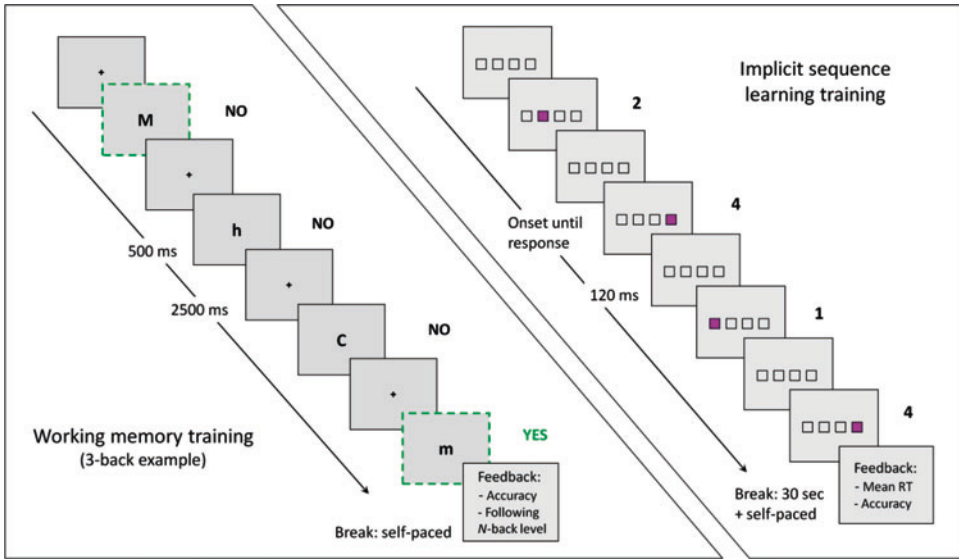 M
NO
h
NO
500 ms
2500 ms
C
NO
m
YES
Working memory training
(3-back example)
Break: self-paced
Feedback:
- Accuracy
- Following
N-back level
Implicit sequence
learning training
2
4
Onset until
response
120 ms
1
4
Break: 30 sec
+ self-paced
Feedback:
- Mean RT
- Accuracy